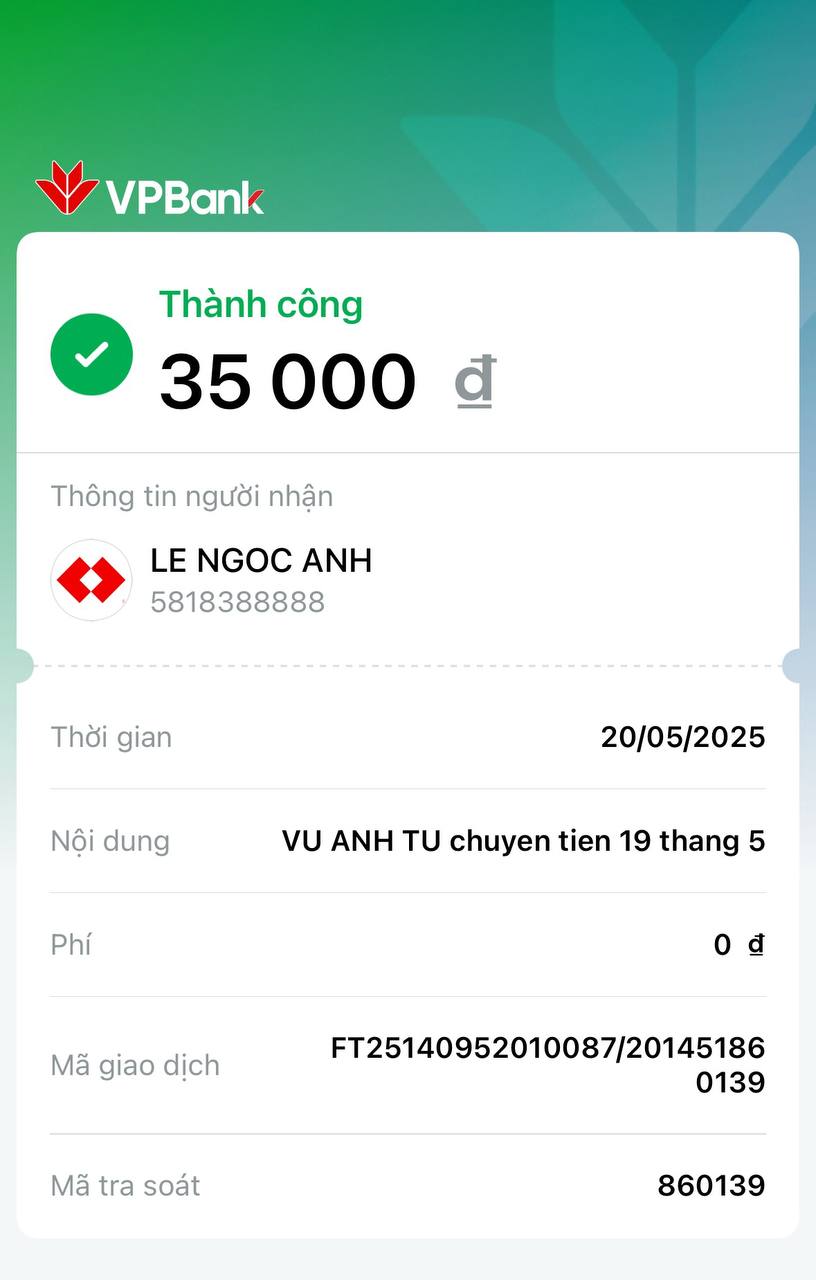 VPBank
Thành công
35 000 đ
Thông tin người nhận
LE NGOC ANH
5818388888
Thời gian 20/05/2025
Nội dung VU ANH TU chuyen tien 19 thang 5
Phí 0 đ
Mã giao dịch FT25140952010087/20145186
0139
Mã tra soát 860139